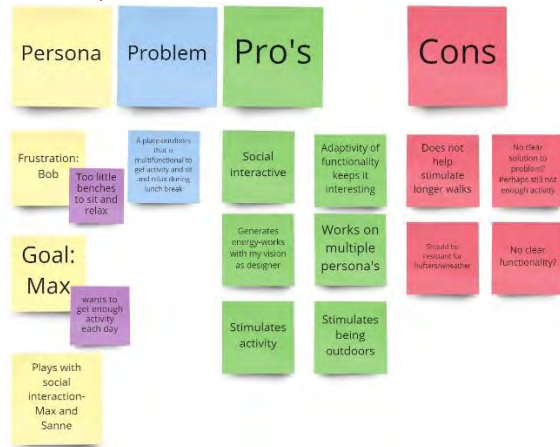 Persona
Problem
Pro's
Cons
Frustration:
Bob
Too little
benches
to sit and
relax
A place outdoors
that is
multifunctional to
get activity and sit
and relax during
lunch break
Social
interactive
Adaptivity of
functionality
keeps it
interesting
Does not
help
stimulate
longer walks
No clear
solution to
problem?
Perhaps still not
enough activity
Goal:
Max
wants to
get enough
activity
each day
Generates
energy-works
with my vision
as designer
Works on
multiple
persona's
Should be
resistant for
hufters/wheather
No clear
functionality?
Stimulates
activity
Stimulates
being
outdoors
Plays with
social
interaction-
Max and
Sanne